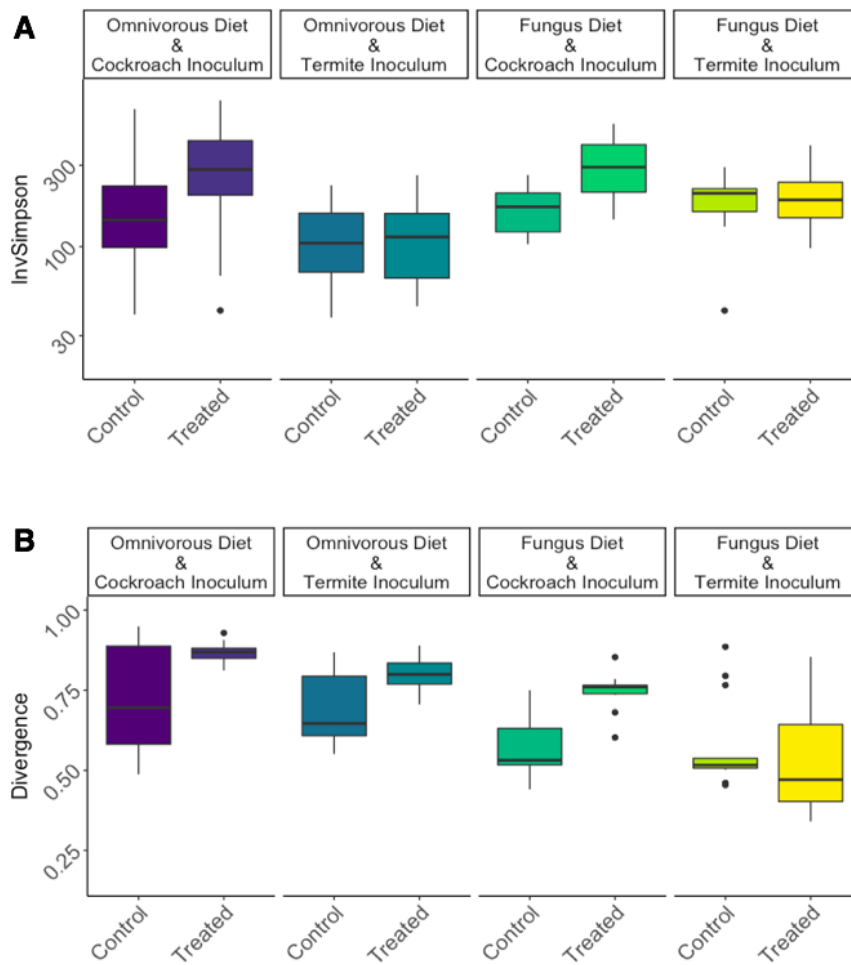 A
Omnivorous Diet
&
Cockroach Inoculum
Omnivorous Diet
&
Termite Inoculum
Fungus Diet
&
Cockroach Inoculum
Fungus Diet
&
Termite Inoculum
InvSimpson
300
100
30
Control
Treated
Control
Treated
Control
Treated
Control
Treated
B
Omnivorous Diet
&
Cockroach Inoculum
Omnivorous Diet
&
Termite Inoculum
Fungus Diet
&
Cockroach Inoculum
Fungus Diet
&
Termite Inoculum
Divergence
1.00
0.75
0.50
0.25
Control
Treated
Control
Treated
Control
Treated
Control
Treated